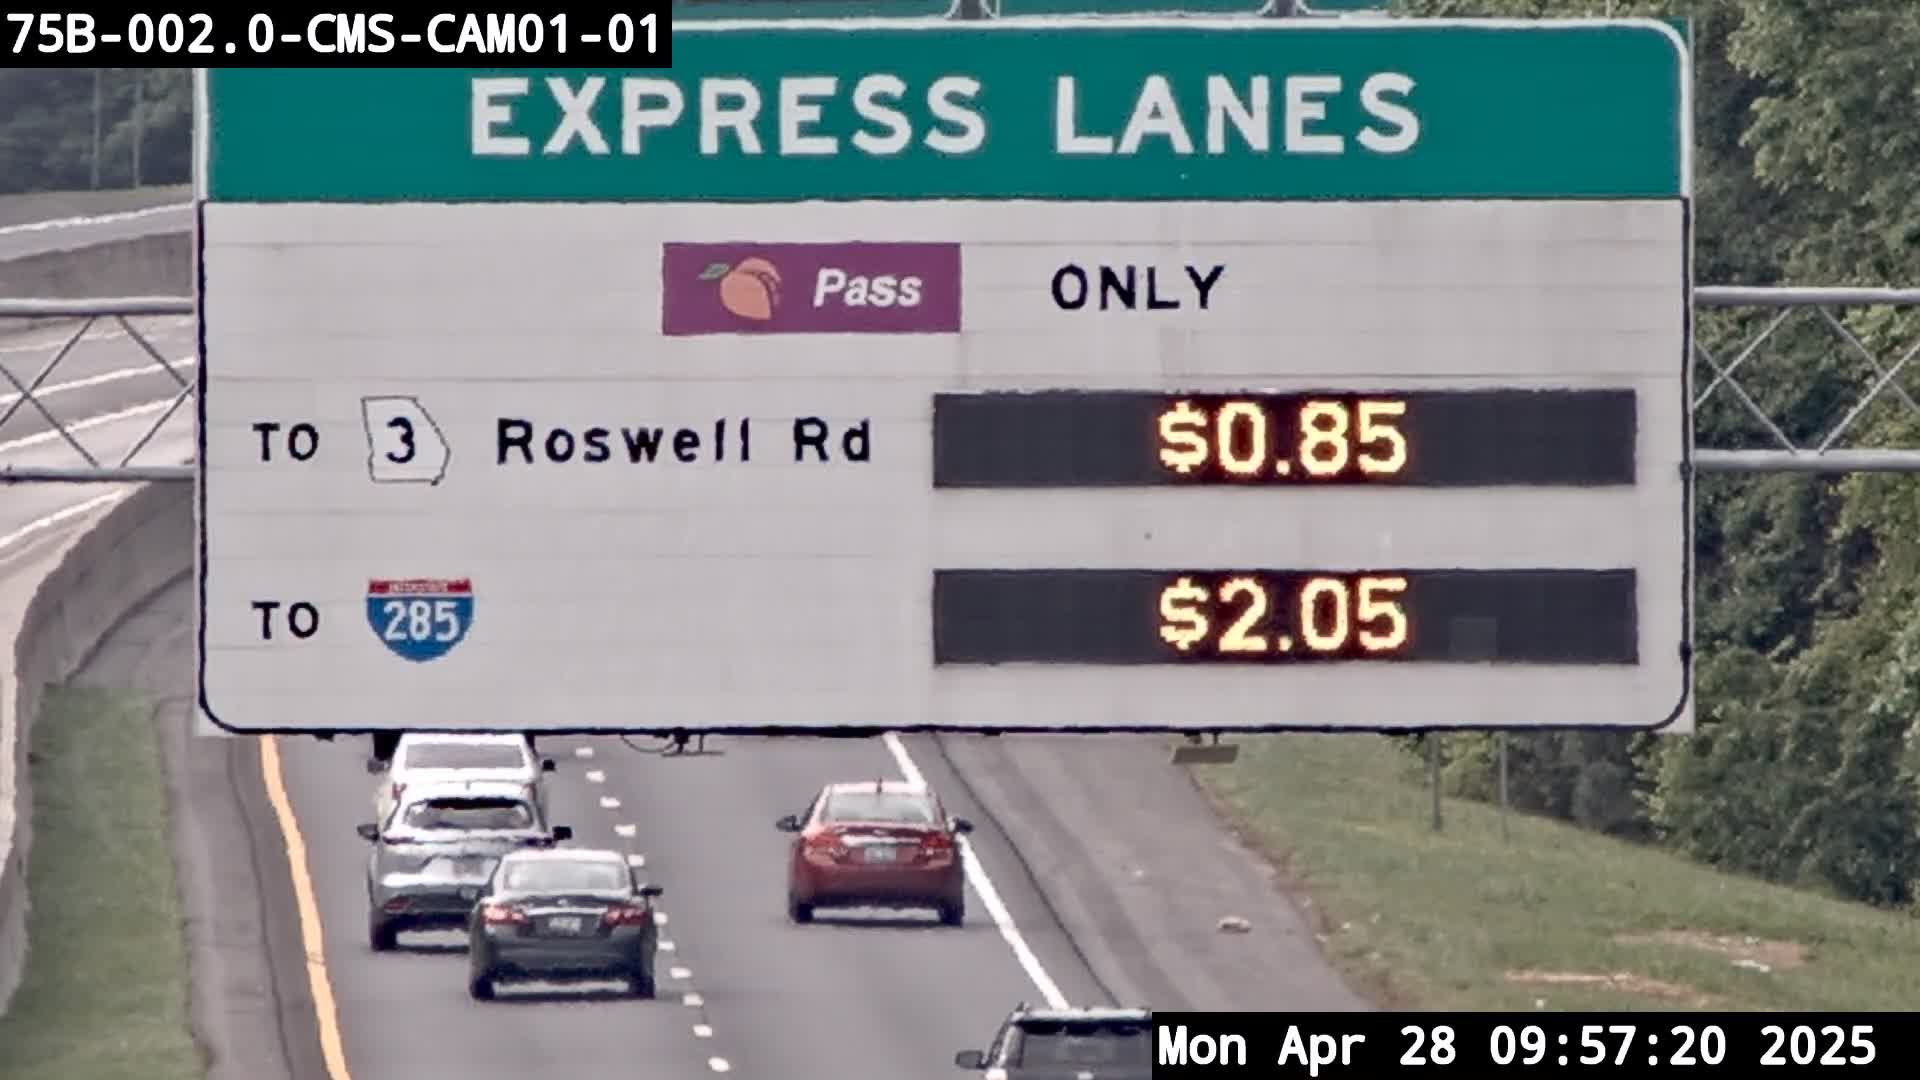 75B-002.0-CMS-CAM01-01
EXPRESS LANES
Pass ONLY
TO 3 Roswell Rd $0.85
TO 285 $2.05
Mon Apr 28 09:57:20 2025